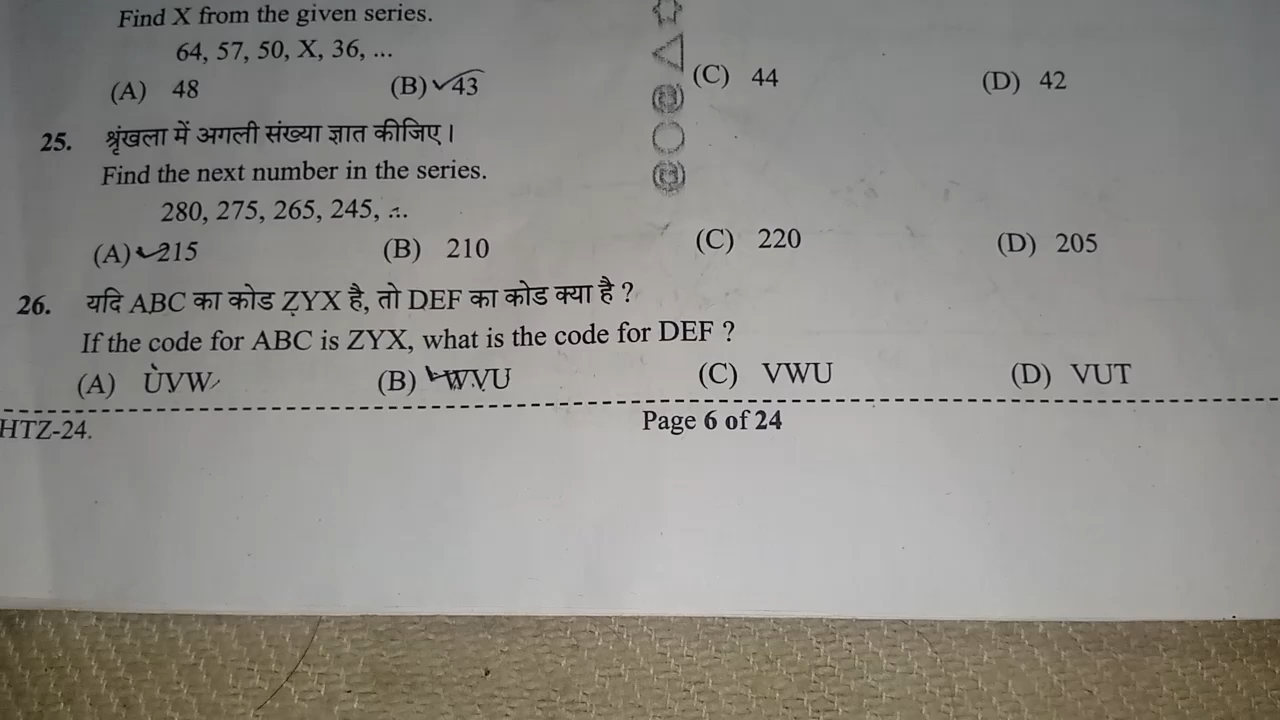 Find X from the given series.
64, 57, 50, X, 36, ...
(A) 48 (B) 43 (C) 44 (D) 42
25. श्रृंखला में अगली संख्या ज्ञात कीजिए।
Find the next number in the series.
280, 275, 265, 245, ...
(A) 215 (B) 210 (C) 220 (D) 205
26. यदि ABC का कोड ZYX है, तो DEF का कोड क्या है ?
If the code for ABC is ZYX, what is the code for DEF ?
(A) UVW (B) WVU (C) VWU (D) VUT
HTZ-24.
Page 6 of 24